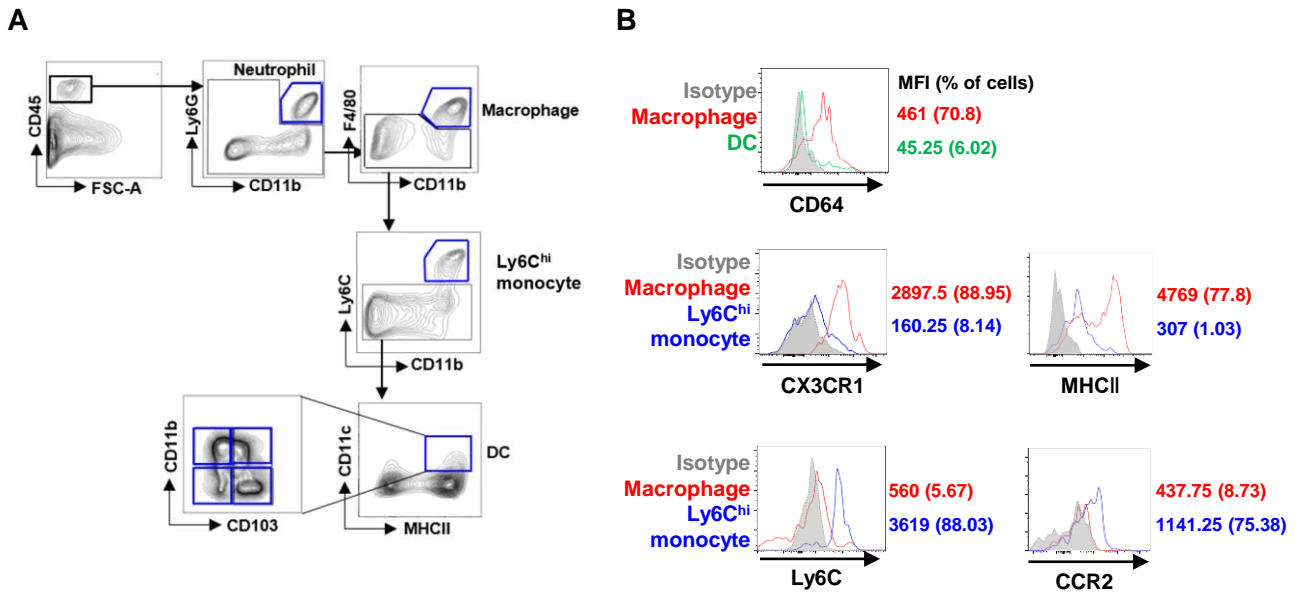 A
B
Neutrophil
CD45
FSC-A
Ly6G
CD11b
F4/80
CD11b
Macrophage
Ly6C
CD11b
Ly6Chi
monocyte
CD11b
CD103
CD11c
MHCII
DC
MFI (% of cells)
Isotype
Macrophage
DC
461 (70.8)
45.25 (6.02)
CD64
Isotype
Macrophage
Ly6Chi
monocyte
2897.5 (88.95)
160.25 (8.14)
CX3CR1
4769 (77.8)
307 (1.03)
MHCII
Isotype
Macrophage
Ly6Chi
monocyte
560 (5.67)
3619 (88.03)
Ly6C
437.75 (8.73)
1141.25 (75.38)
CCR2